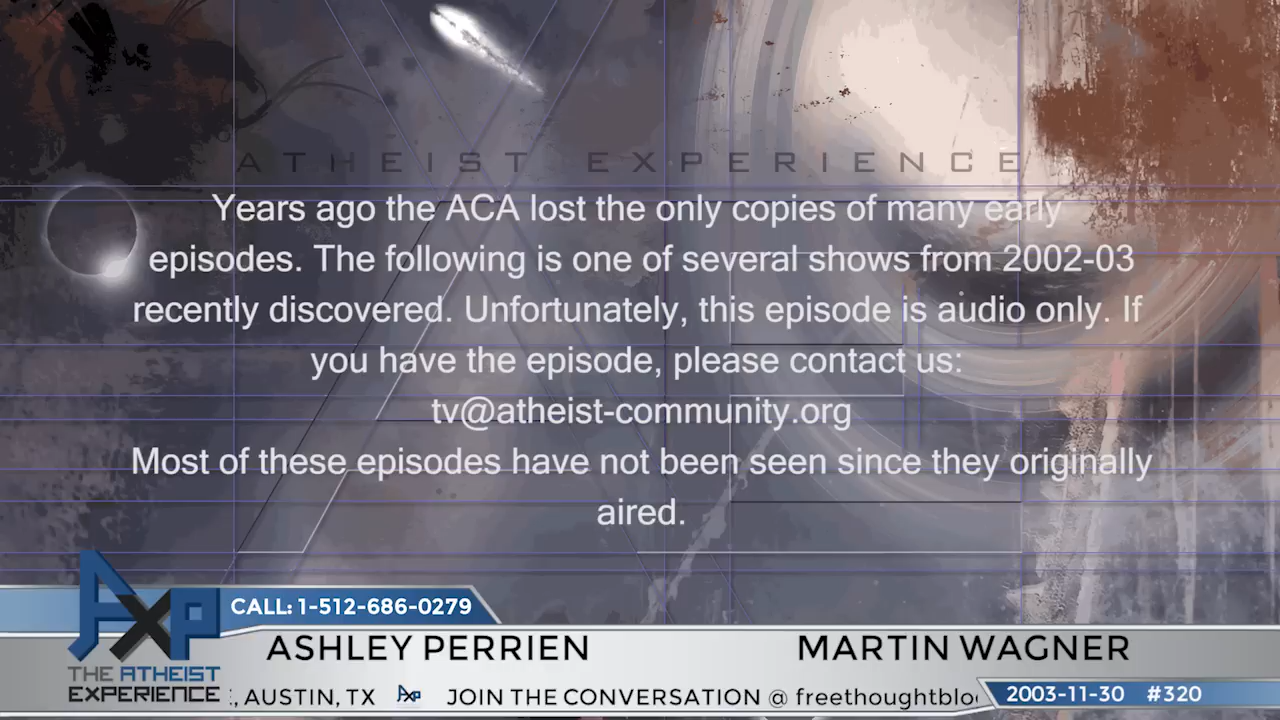 ATHEIST EXPERIENCE
Years ago the ACA lost the only copies of many early
episodes. The following is one of several shows from 2002-03
recently discovered. Unfortunately, this episode is audio only. If
you have the episode, please contact us:
tv@atheist-community.org
Most of these episodes have not been seen since they originally
aired.
CALL: 1-512-686-0279
ASHLEY PERRIEN MARTIN WAGNER
AXP
THE ATHEIST
EXPERIENCE
, AUSTIN, TX AXP JOIN THE CONVERSATION @ freethoughtblo
2003-11-30 #320